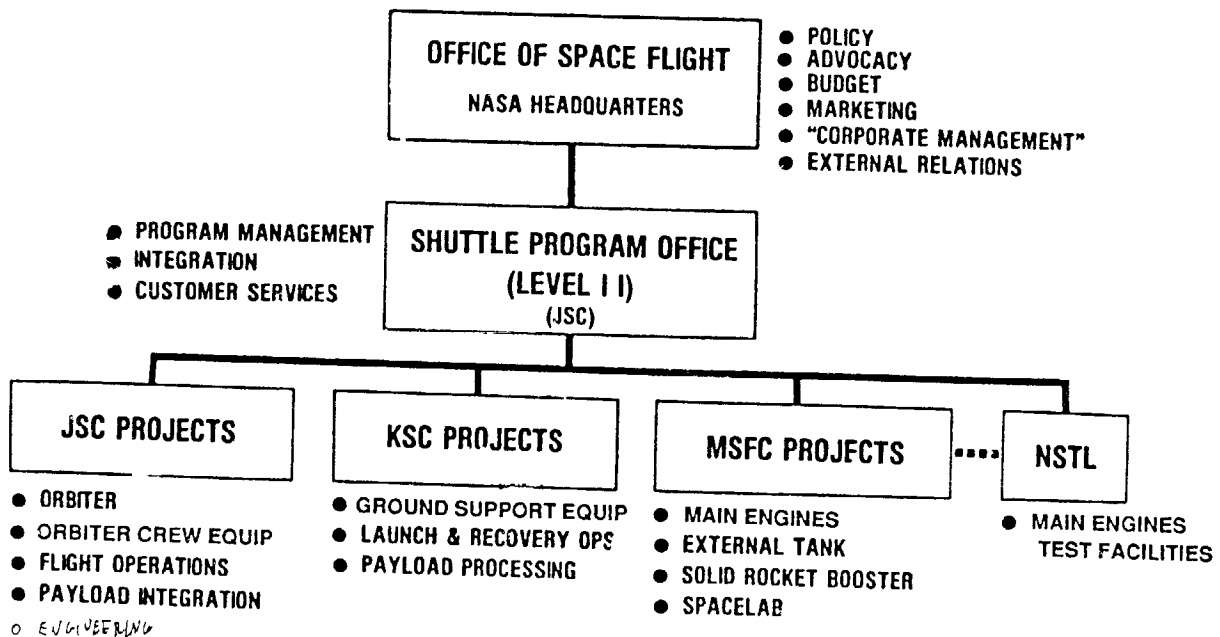 OFFICE OF SPACE FLIGHT
NASA HEADQUARTERS
● POLICY
● ADVOCACY
● BUDGET
● MARKETING
● "CORPORATE MANAGEMENT"
● EXTERNAL RELATIONS
● PROGRAM MANAGEMENT
● INTEGRATION
● CUSTOMER SERVICES
SHUTTLE PROGRAM OFFICE
(LEVEL II)
(JSC)
JSC PROJECTS
● ORBITER
● ORBITER CREW EQUIP
● FLIGHT OPERATIONS
● PAYLOAD INTEGRATION
○ ENGINEERING
KSC PROJECTS
● GROUND SUPPORT EQUIP
● LAUNCH & RECOVERY OPS
● PAYLOAD PROCESSING
MSFC PROJECTS
● MAIN ENGINES
● EXTERNAL TANK
● SOLID ROCKET BOOSTER
● SPACELAB
NSTL
● MAIN ENGINES
TEST FACILITIES